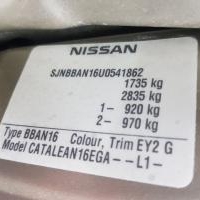 NISSAN
SJNBBAN16U0541862
1735 kg
2835 kg
1- 920 kg
2- 970 kg
Type BBAN16 Colour, Trim EY2 G
Model CATALEAN16EGA---L1-